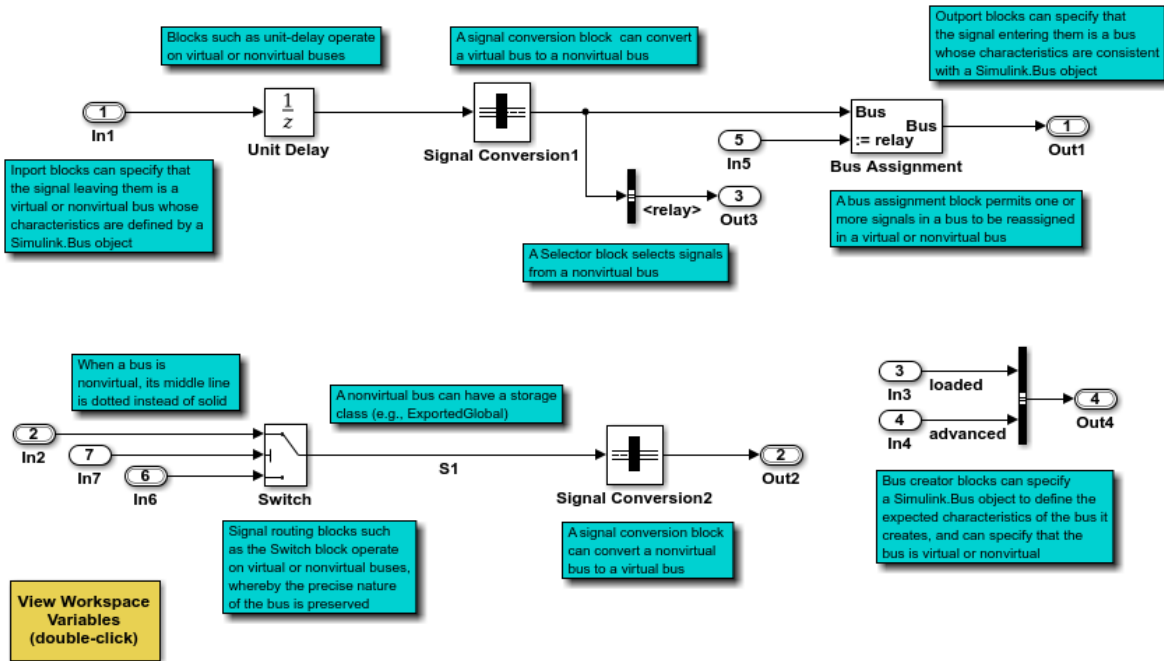 Blocks such as unit-delay operate
on virtual or nonvirtual buses
A signal conversion block can convert
a virtual bus to a nonvirtual bus
Outport blocks can specify that
the signal entering them is a bus
whose characteristics are consistent
with a Simulink.Bus object
1
In1
1
z
Unit Delay
Signal Conversion1
5
In5
Bus
:= relay
Bus
Bus Assignment
1
Out1
<relay>
3
Out3
Inport blocks can specify that
the signal leaving them is a
virtual or nonvirtual bus whose
characteristics are defined by a
Simulink.Bus object
A Selector block selects signals
from a nonvirtual bus
A bus assignment block permits one or
more signals in a bus to be reassigned
in a virtual or nonvirtual bus
When a bus is
nonvirtual, its middle line
is dotted instead of solid
A nonvirtual bus can have a storage
class (e.g., ExportedGlobal)
2
In2
7
In7
6
In6
Switch
S1
Signal Conversion2
2
Out2
3
In3
loaded
4
In4
advanced
4
Out4
Signal routing blocks such
as the Switch block operate
on virtual or nonvirtual buses,
whereby the precise nature
of the bus is preserved
A signal conversion block
can convert a nonvirtual
bus to a virtual bus
Bus creator blocks can specify
a Simulink.Bus object to define the
expected characteristics of the bus it
creates, and can specify that the
bus is virtual or nonvirtual
View Workspace
Variables
(double-click)